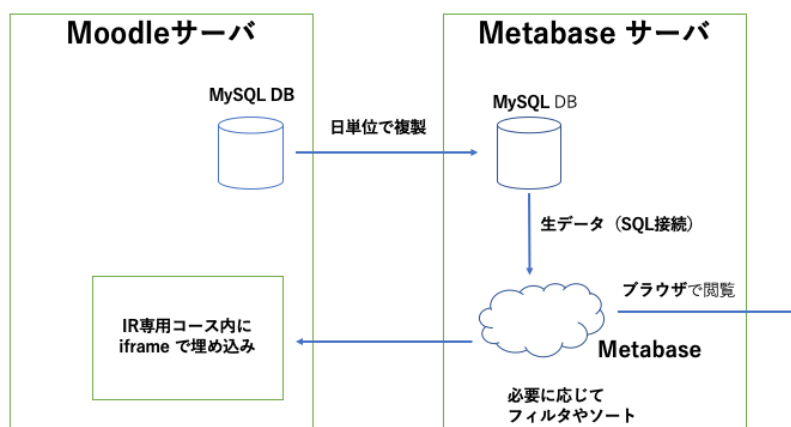 Moodleサーバ
Metabase サーバ
MySQL DB
MySQL DB
日単位で複製
生データ（SQL接続）
ブラウザで閲覧
IR専用コース内に
iframe で埋め込み
Metabase
必要に応じて
フィルタやソート